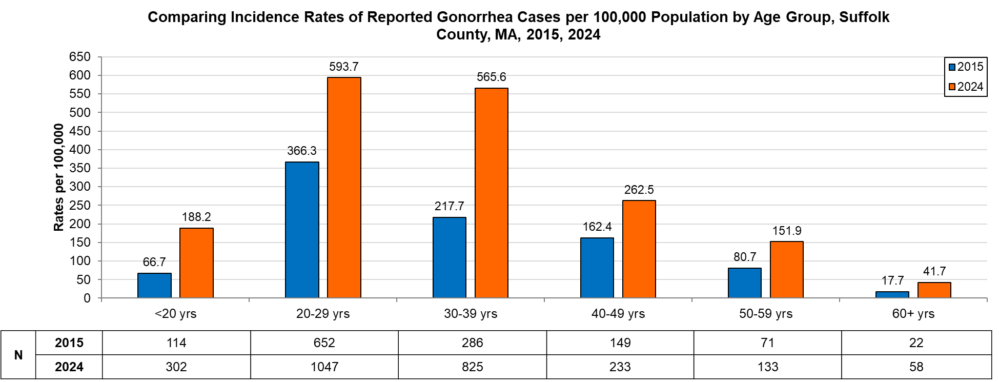 Comparing Incidence Rates of Reported Gonorrhea Cases per 100,000 Population by Age Group, Suffolk
County, MA, 2015, 2024
Rates per 100,000
650
600
550
500
450
400
350
300
250
200
150
100
50
0
2015
2024
66.7
188.2
366.3
593.7
217.7
565.6
162.4
262.5
80.7
151.9
17.7
41.7
<20 yrs
20-29 yrs
30-39 yrs
40-49 yrs
50-59 yrs
60+ yrs
N
2015 114 652 286 149 71 22
2024 302 1047 825 233 133 58